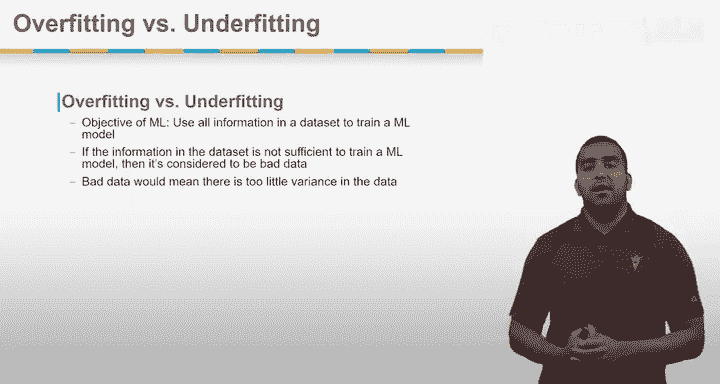 Overfitting vs. Underfitting
Overfitting vs. Underfitting
– Objective of ML: Use all information in a dataset to train a ML
model
– If the information in the dataset is not sufficient to train a ML
model, then it's considered to be bad data
– Bad data would mean there is too little variance in the data